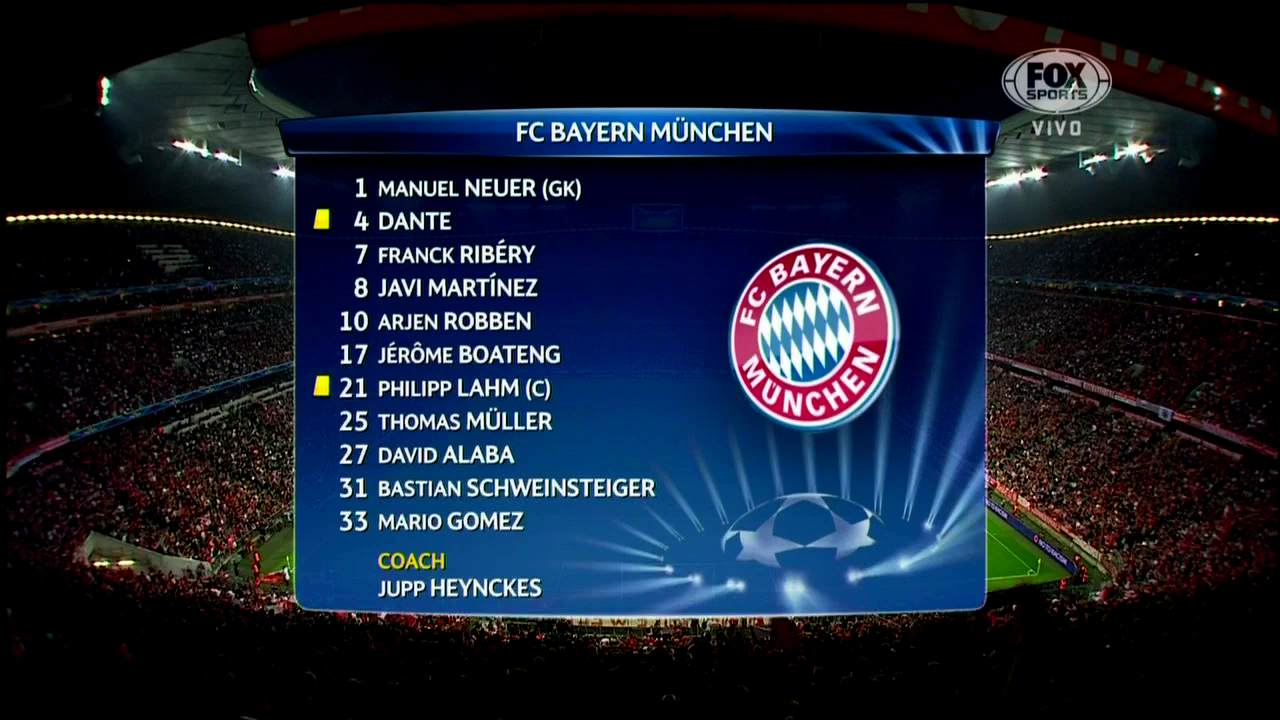 FOX
SPORTS
VIVO
FC BAYERN MÜNCHEN
1 MANUEL NEUER (GK)
4 DANTE
7 FRANCK RIBÉRY
8 JAVI MARTÍNEZ
10 ARJEN ROBBEN
17 JÉRÔME BOATENG
21 PHILIPP LAHM (C)
25 THOMAS MÜLLER
27 DAVID ALABA
31 BASTIAN SCHWEINSTEIGER
33 MARIO GOMEZ
COACH
JUPP HEYNCKES
FC BAYERN
MÜNCHEN